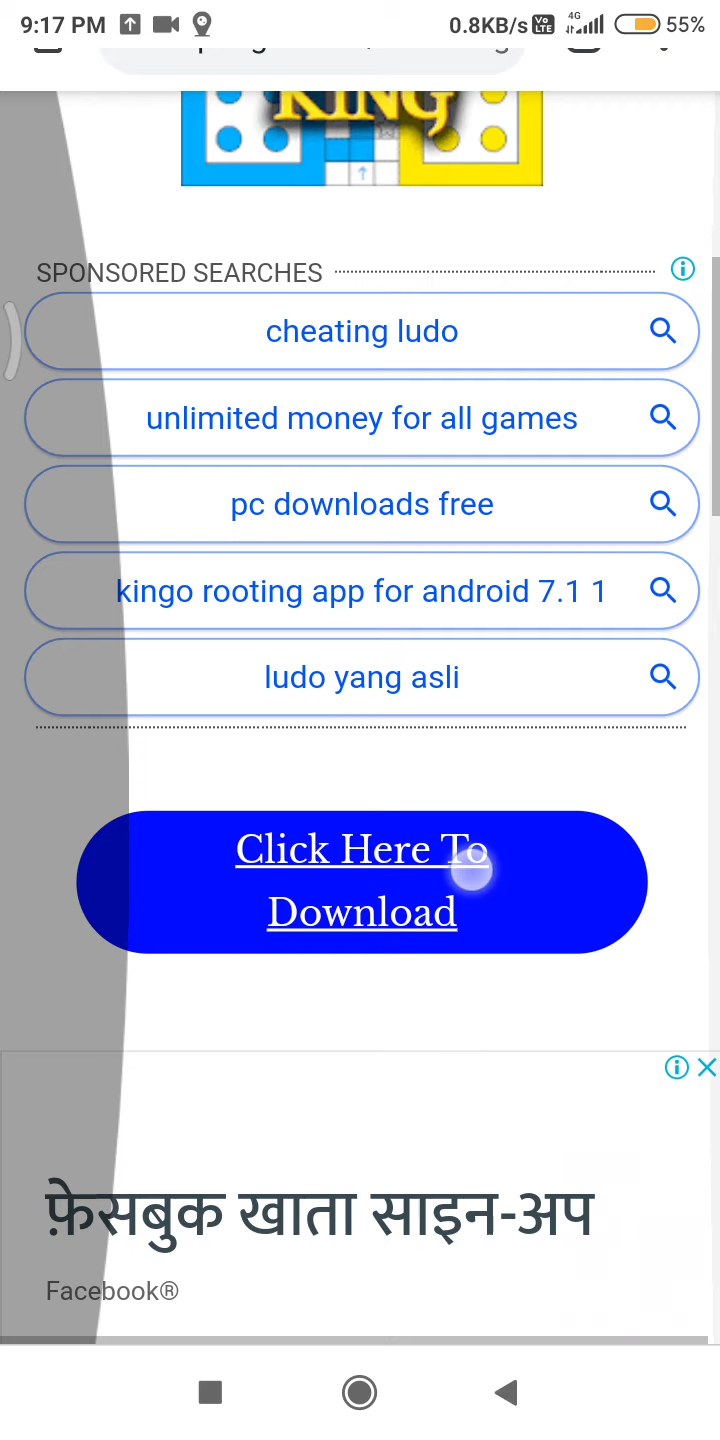 9:17 PM 0.8KB/s Vo LTE 4G 55%
KING
SPONSORED SEARCHES
cheating ludo
unlimited money for all games
pc downloads free
kingo rooting app for android 7.1 1
ludo yang asli
Click Here To
Download
फ़ेसबुक खाता साइन-अप
Facebook®